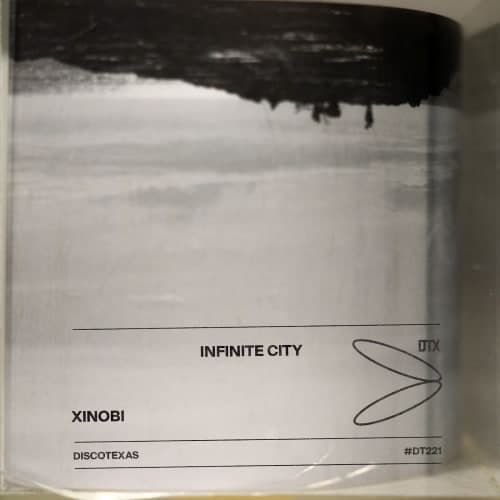 INFINITE CITY
DTX
XINOBI
DISCOTEXAS
#DT221